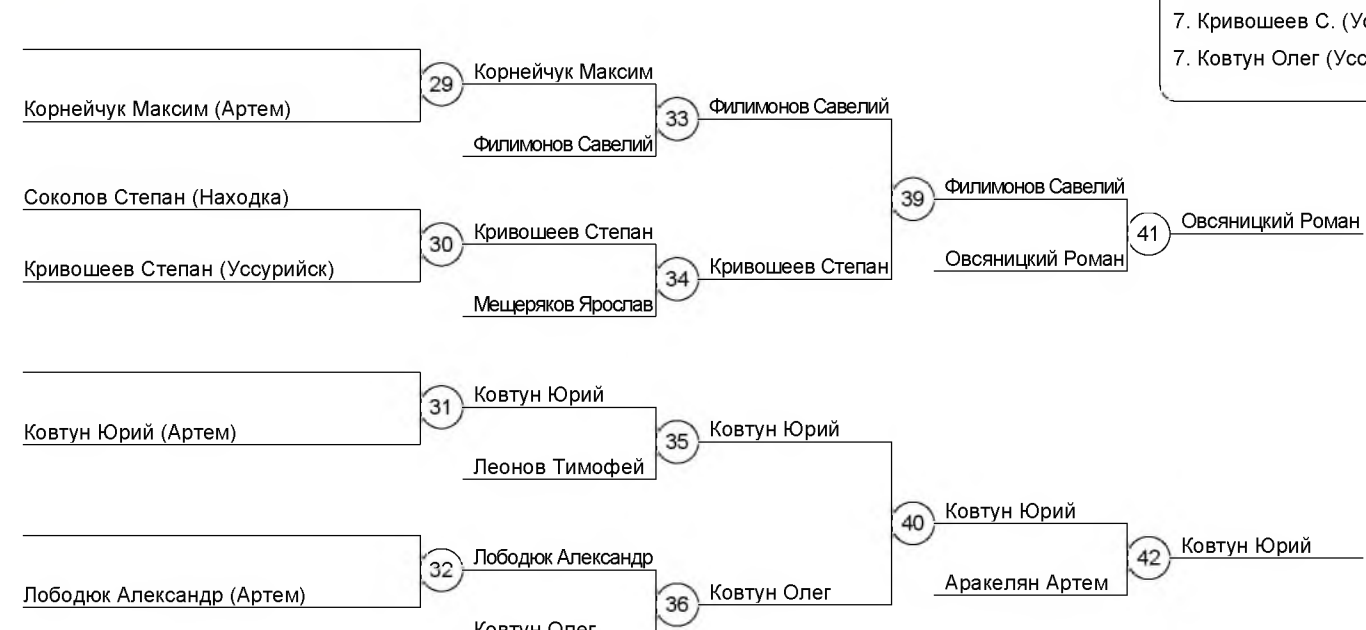 7. Кривошеев С. (Ус
7. Ковтун Олег (Усс
Корнейчук Максим
29
Корнейчук Максим (Артем)
Филимонов Савелий
33
Филимонов Савелий
Соколов Степан (Находка)
Филимонов Савелий
39
Овсяницкий Роман
41
Кривошеев Степан
30
Кривошеев Степан (Уссурийск)
Кривошеев Степан
34
Овсяницкий Роман
Мещеряков Ярослав
Ковтун Юрий
31
Ковтун Юрий (Артем)
Ковтун Юрий
35
Леонов Тимофей
Ковтун Юрий
40
Ковтун Юрий
42
Лободюк Александр
32
Аракелян Артем
Лободюк Александр (Артем)
Ковтун Олег
36
Ковтун Олег